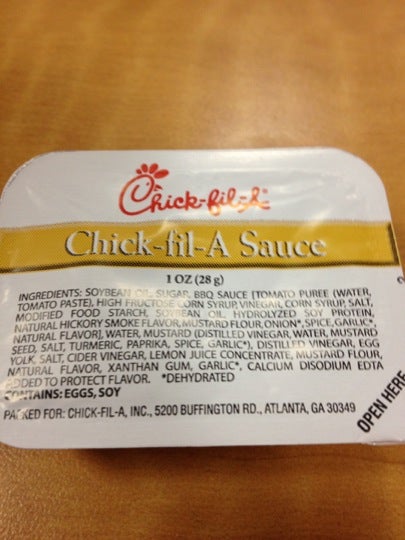 Chick-fil-A
Chick-fil-A Sauce
1 OZ (28 g)
INGREDIENTS: SOYBEAN OIL, SUGAR, BBQ SAUCE [TOMATO PUREE (WATER,
TOMATO PASTE), HIGH FRUCTOSE CORN SYRUP, VINEGAR, CORN SYRUP, SALT,
MODIFIED FOOD STARCH, SOYBEAN OIL, HYDROLYZED SOY PROTEIN,
NATURAL HICKORY SMOKE FLAVOR, MUSTARD FLOUR, ONION*, SPICE, GARLIC*,
NATURAL FLAVOR], WATER, MUSTARD (DISTILLED VINEGAR, WATER, MUSTARD
SEED, SALT, TURMERIC, PAPRIKA, SPICE, GARLIC*), DISTILLED VINEGAR, EGG
YOLK, SALT, CIDER VINEGAR, LEMON JUICE CONCENTRATE, MUSTARD FLOUR,
NATURAL FLAVOR, XANTHAN GUM, GARLIC*, CALCIUM DISODIUM EDTA
ADDED TO PROTECT FLAVOR. *DEHYDRATED
CONTAINS: EGGS, SOY
PACKED FOR: CHICK-FIL-A, INC., 5200 BUFFINGTON RD., ATLANTA, GA 30349
OPEN HERE